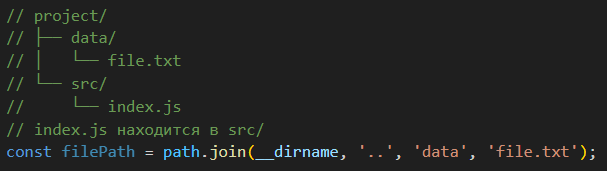 // project/
// ├── data/
// │   └── file.txt
// └── src/
//     └── index.js
// index.js находится в src/
const filePath = path.join(__dirname, '..', 'data', 'file.txt');